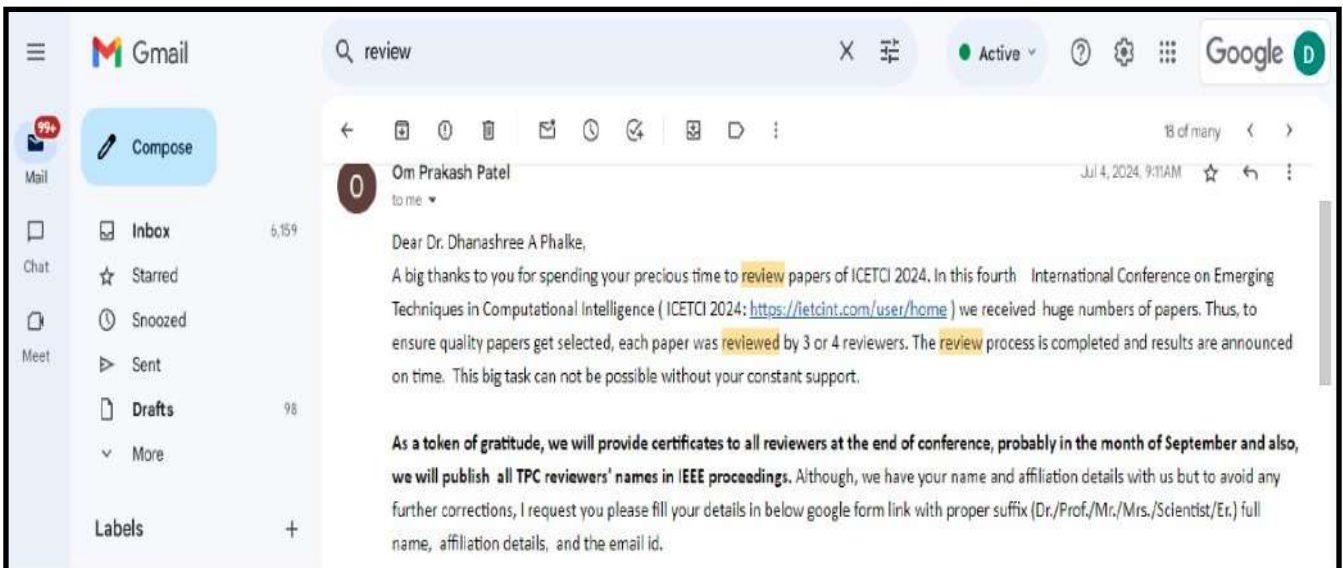 Gmail
review
Active
Google D
99+
Mail
Compose
18 of many
O
Om Prakash Patel
Jul 4, 2024, 9:11AM
to me
Inbox 6,159
Chat
Starred
Snoozed
Meet
Sent
Drafts 98
More
Labels +
Dear Dr. Dhanashree A Phalke,
A big thanks to you for spending your precious time to review papers of ICETCI 2024. In this fourth International Conference on Emerging
Techniques in Computational Intelligence ( ICETCI 2024: https://ietcint.com/user/home ) we received huge numbers of papers. Thus, to
ensure quality papers get selected, each paper was reviewed by 3 or 4 reviewers. The review process is completed and results are announced
on time. This big task can not be possible without your constant support.
As a token of gratitude, we will provide certificates to all reviewers at the end of conference, probably in the month of September and also,
we will publish all TPC reviewers' names in IEEE proceedings. Although, we have your name and affiliation details with us but to avoid any
further corrections, I request you please fill your details in below google form link with proper suffix (Dr./Prof./Mr./Mrs./Scientist/Er.) full
name, affiliation details, and the email id.